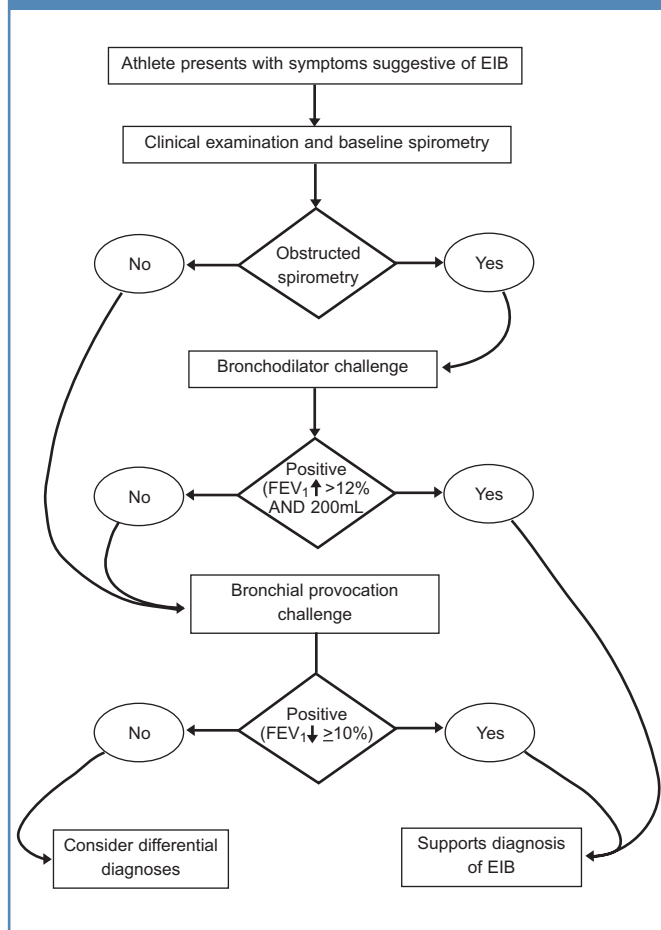 Athlete presents with symptoms suggestive of EIB
Clinical examination and baseline spirometry
Obstructed
spirometry
No
Yes
Bronchodilator challenge
Positive
(FEV₁⬆ >12%
AND 200mL
No
Yes
Bronchial provocation
challenge
Positive
(FEV₁⬇ ≥10%)
No
Yes
Consider differential
diagnoses
Supports diagnosis
of EIB